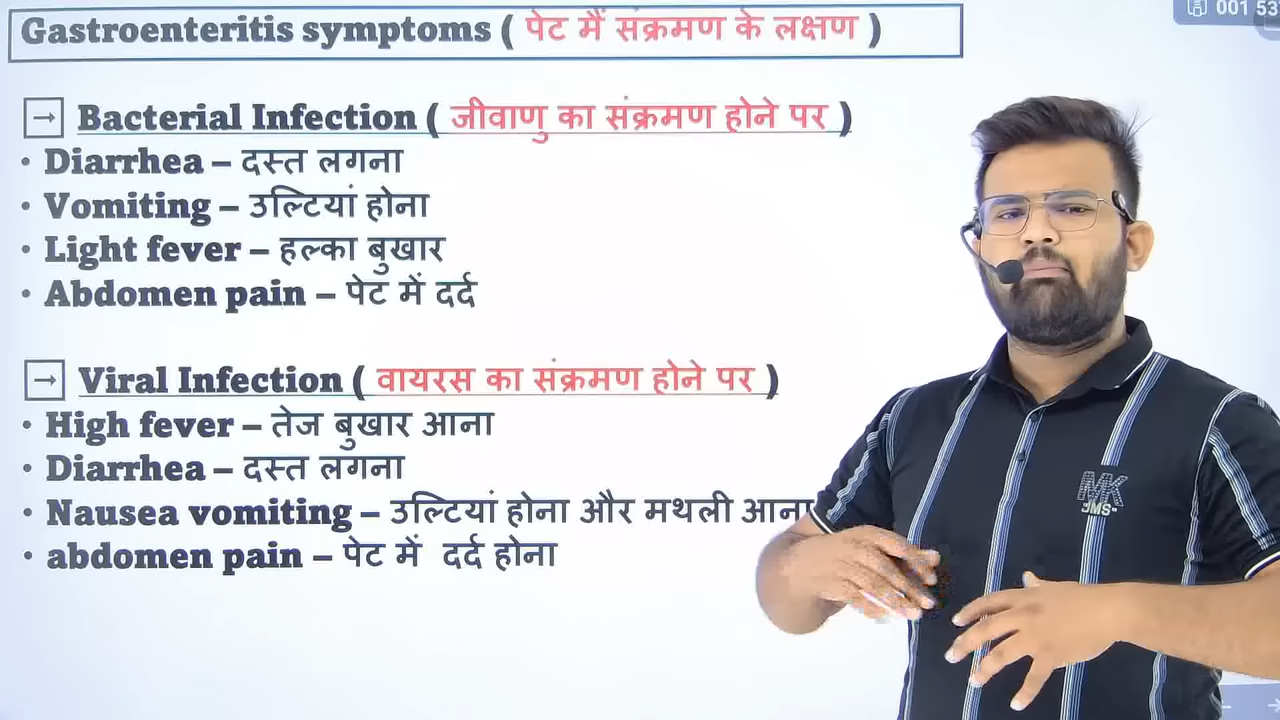 Gastroenteritis symptoms ( पेट मैं संक्रमण के लक्षण )
001 53
→ Bacterial Infection ( जीवाणु का संक्रमण होने पर )
• Diarrhea – दस्त लगना
• Vomiting – उल्टियां होना
• Light fever – हल्का बुखार
• Abdomen pain – पेट में दर्द
→ Viral Infection ( वायरस का संक्रमण होने पर )
• High fever – तेज बुखार आना
• Diarrhea – दस्त लगना
• Nausea vomiting – उल्टियां होना और मथली आना
• abdomen pain – पेट में दर्द होना
MK